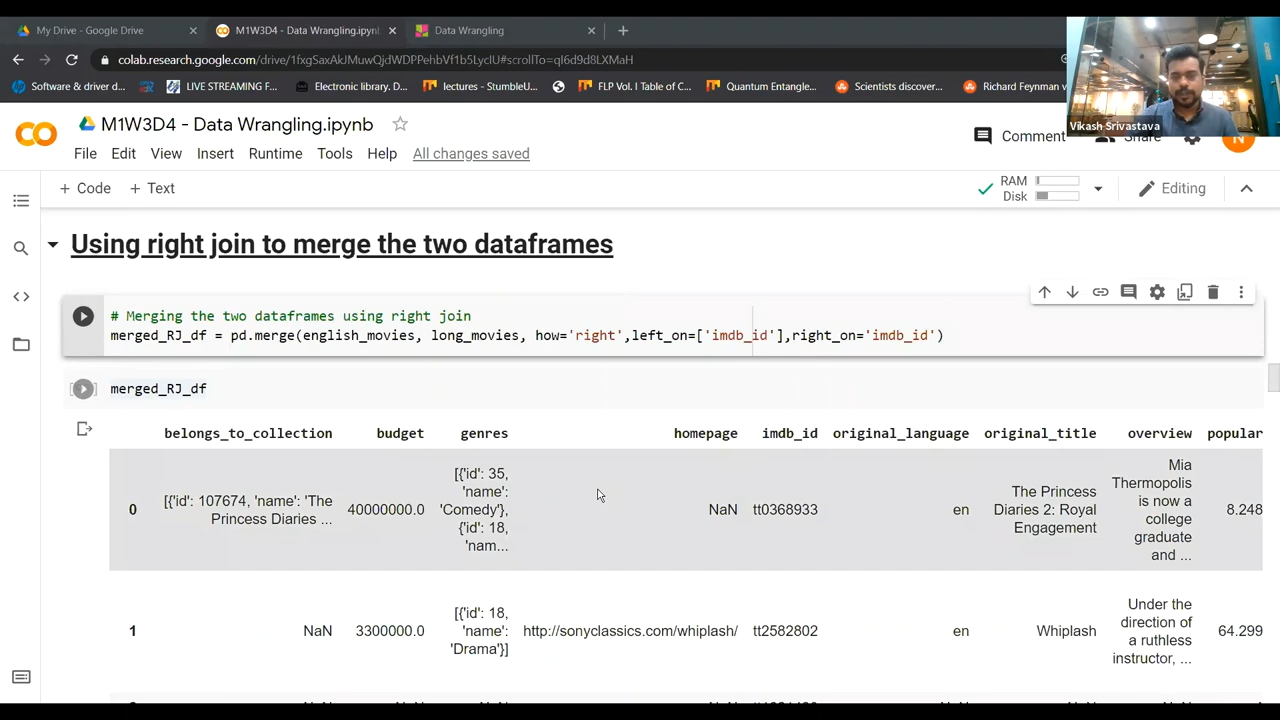 My Drive - Google Drive
M1W3D4 - Data Wrangling.ipynb
Data Wrangling
colab.research.google.com/drive/1fxgSaxAkJMuwQjdWDPPehbVf1b5LycIU#scrollTo=qI6d9d8LXMaH
Software & driver d...
LIVE STREAMING F...
Electronic library. D...
lectures - StumbleU...
FLP Vol. I Table of C...
Quantum Entangle...
Scientists discover...
Richard Feynman
Vikash Srivastava
M1W3D4 - Data Wrangling.ipynb
Comment
Share
N
File Edit View Insert Runtime Tools Help All changes saved
+ Code + Text
RAM
Disk
Editing
Using right join to merge the two dataframes
# Merging the two dataframes using right join
merged_RJ_df = pd.merge(english_movies, long_movies, how='right',left_on=['imdb_id'],right_on='imdb_id')
merged_RJ_df
belongs_to_collection budget genres homepage imdb_id original_language original_title overview popular
0 [{'id': 107674, 'name': 'The
Princess Diaries ...
40000000.0
[{'id': 35,
'name':
'Comedy'},
{'id': 18,
'nam...
NaN
tt0368933
en
The Princess
Diaries 2: Royal
Engagement
Mia
Thermopolis
is now a
college
graduate
and ...
8.248
1
NaN
3300000.0
[{'id': 18,
'name':
'Drama'}]
http://sonyclassics.com/whiplash/
tt2582802
en
Whiplash
Under the
direction of
a ruthless
instructor, ...
64.299